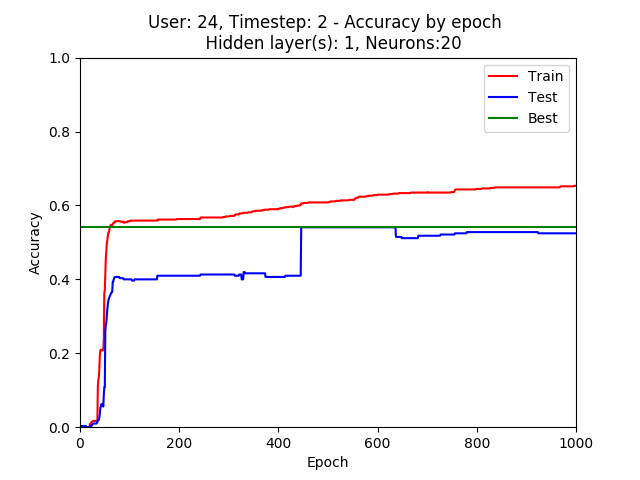 User: 24, Timestep: 2 - Accuracy by epoch
Hidden layer(s): 1, Neurons:20
1.0
0.8
0.6
0.4
0.2
0.0
Accuracy
Train
Test
Best
0 200 400 600 800 1000
Epoch